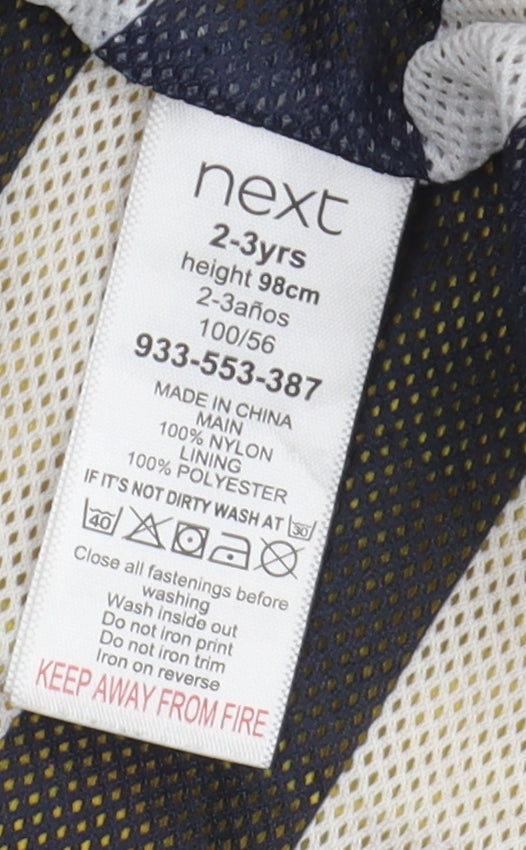 next
2-3yrs
height 98cm
2-3años
100/56
933-553-387
MADE IN CHINA
MAIN
100% NYLON
LINING
100% POLYESTER
IF IT'S NOT DIRTY WASH AT 30
40
Close all fastenings before
washing
Wash inside out
Do not iron print
Do not iron trim
Iron on reverse
KEEP AWAY FROM FIRE